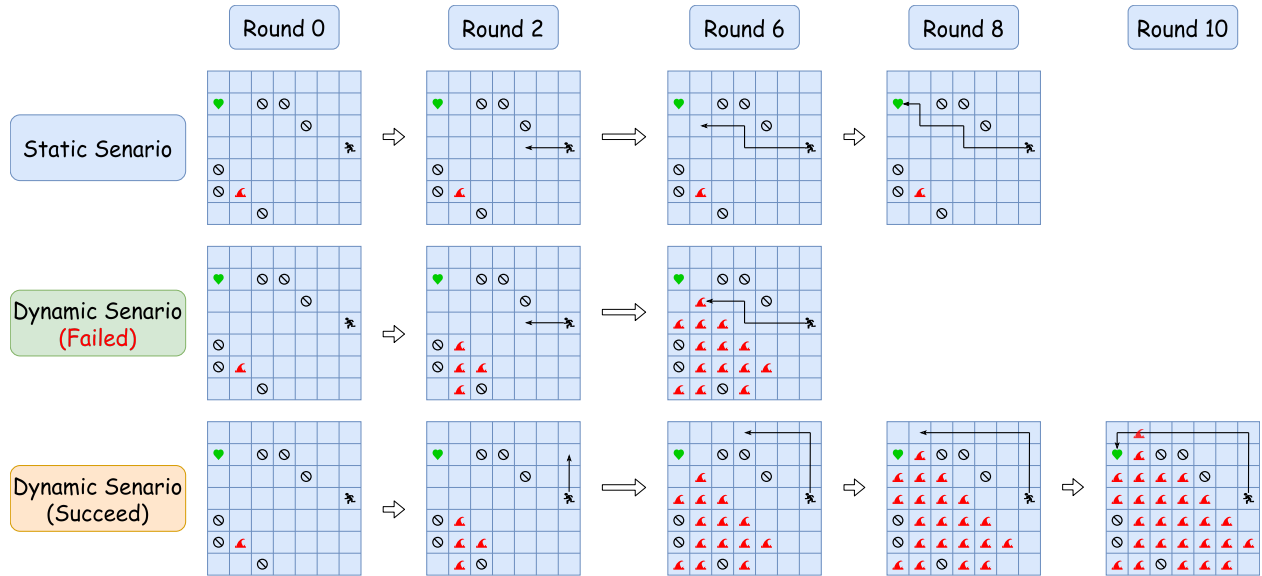 Round 0
Round 2
Round 6
Round 8
Round 10
Static Senario
Dynamic Senario
(Failed)
Dynamic Senario
(Succeed)